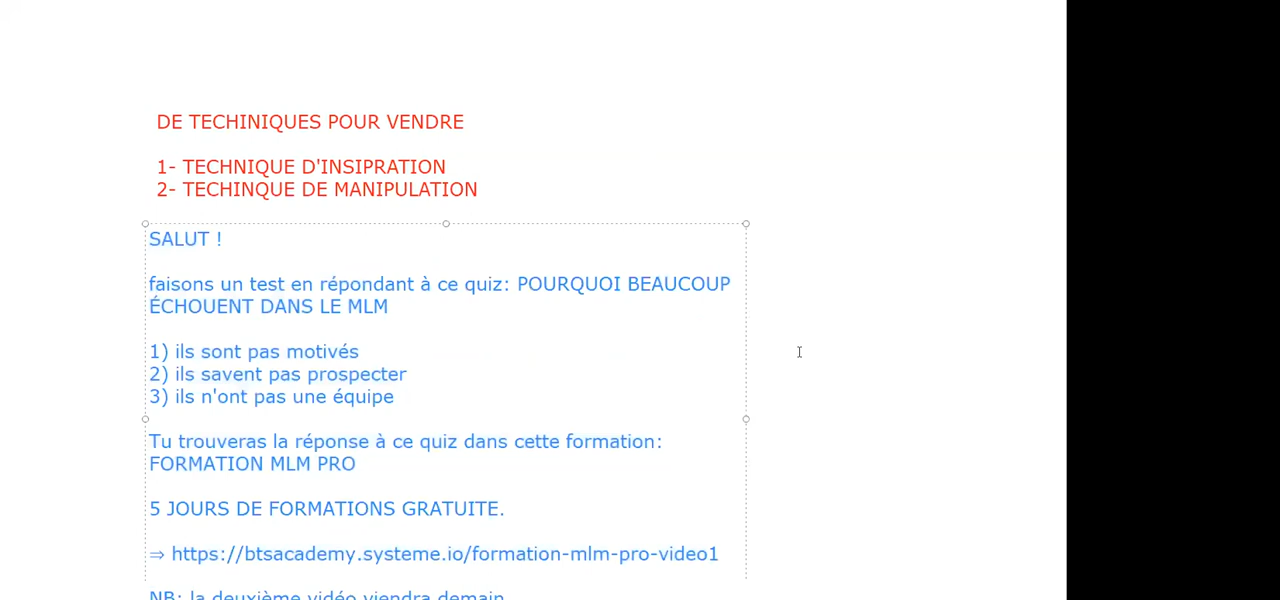 DE TECHINIQUES POUR VENDRE
1- TECHNIQUE D'INSIPRATION
2- TECHINQUE DE MANIPULATION
SALUT !
faisons un test en répondant à ce quiz: POURQUOI BEAUCOUP
ÉCHOUENT DANS LE MLM
1) ils sont pas motivés
2) ils savent pas prospecter
3) ils n'ont pas une équipe
Tu trouveras la réponse à ce quiz dans cette formation:
FORMATION MLM PRO
5 JOURS DE FORMATIONS GRATUITE.
⇒ https://btsacademy.systeme.io/formation-mlm-pro-video1
NB: la deuxième vidéo viendra demain